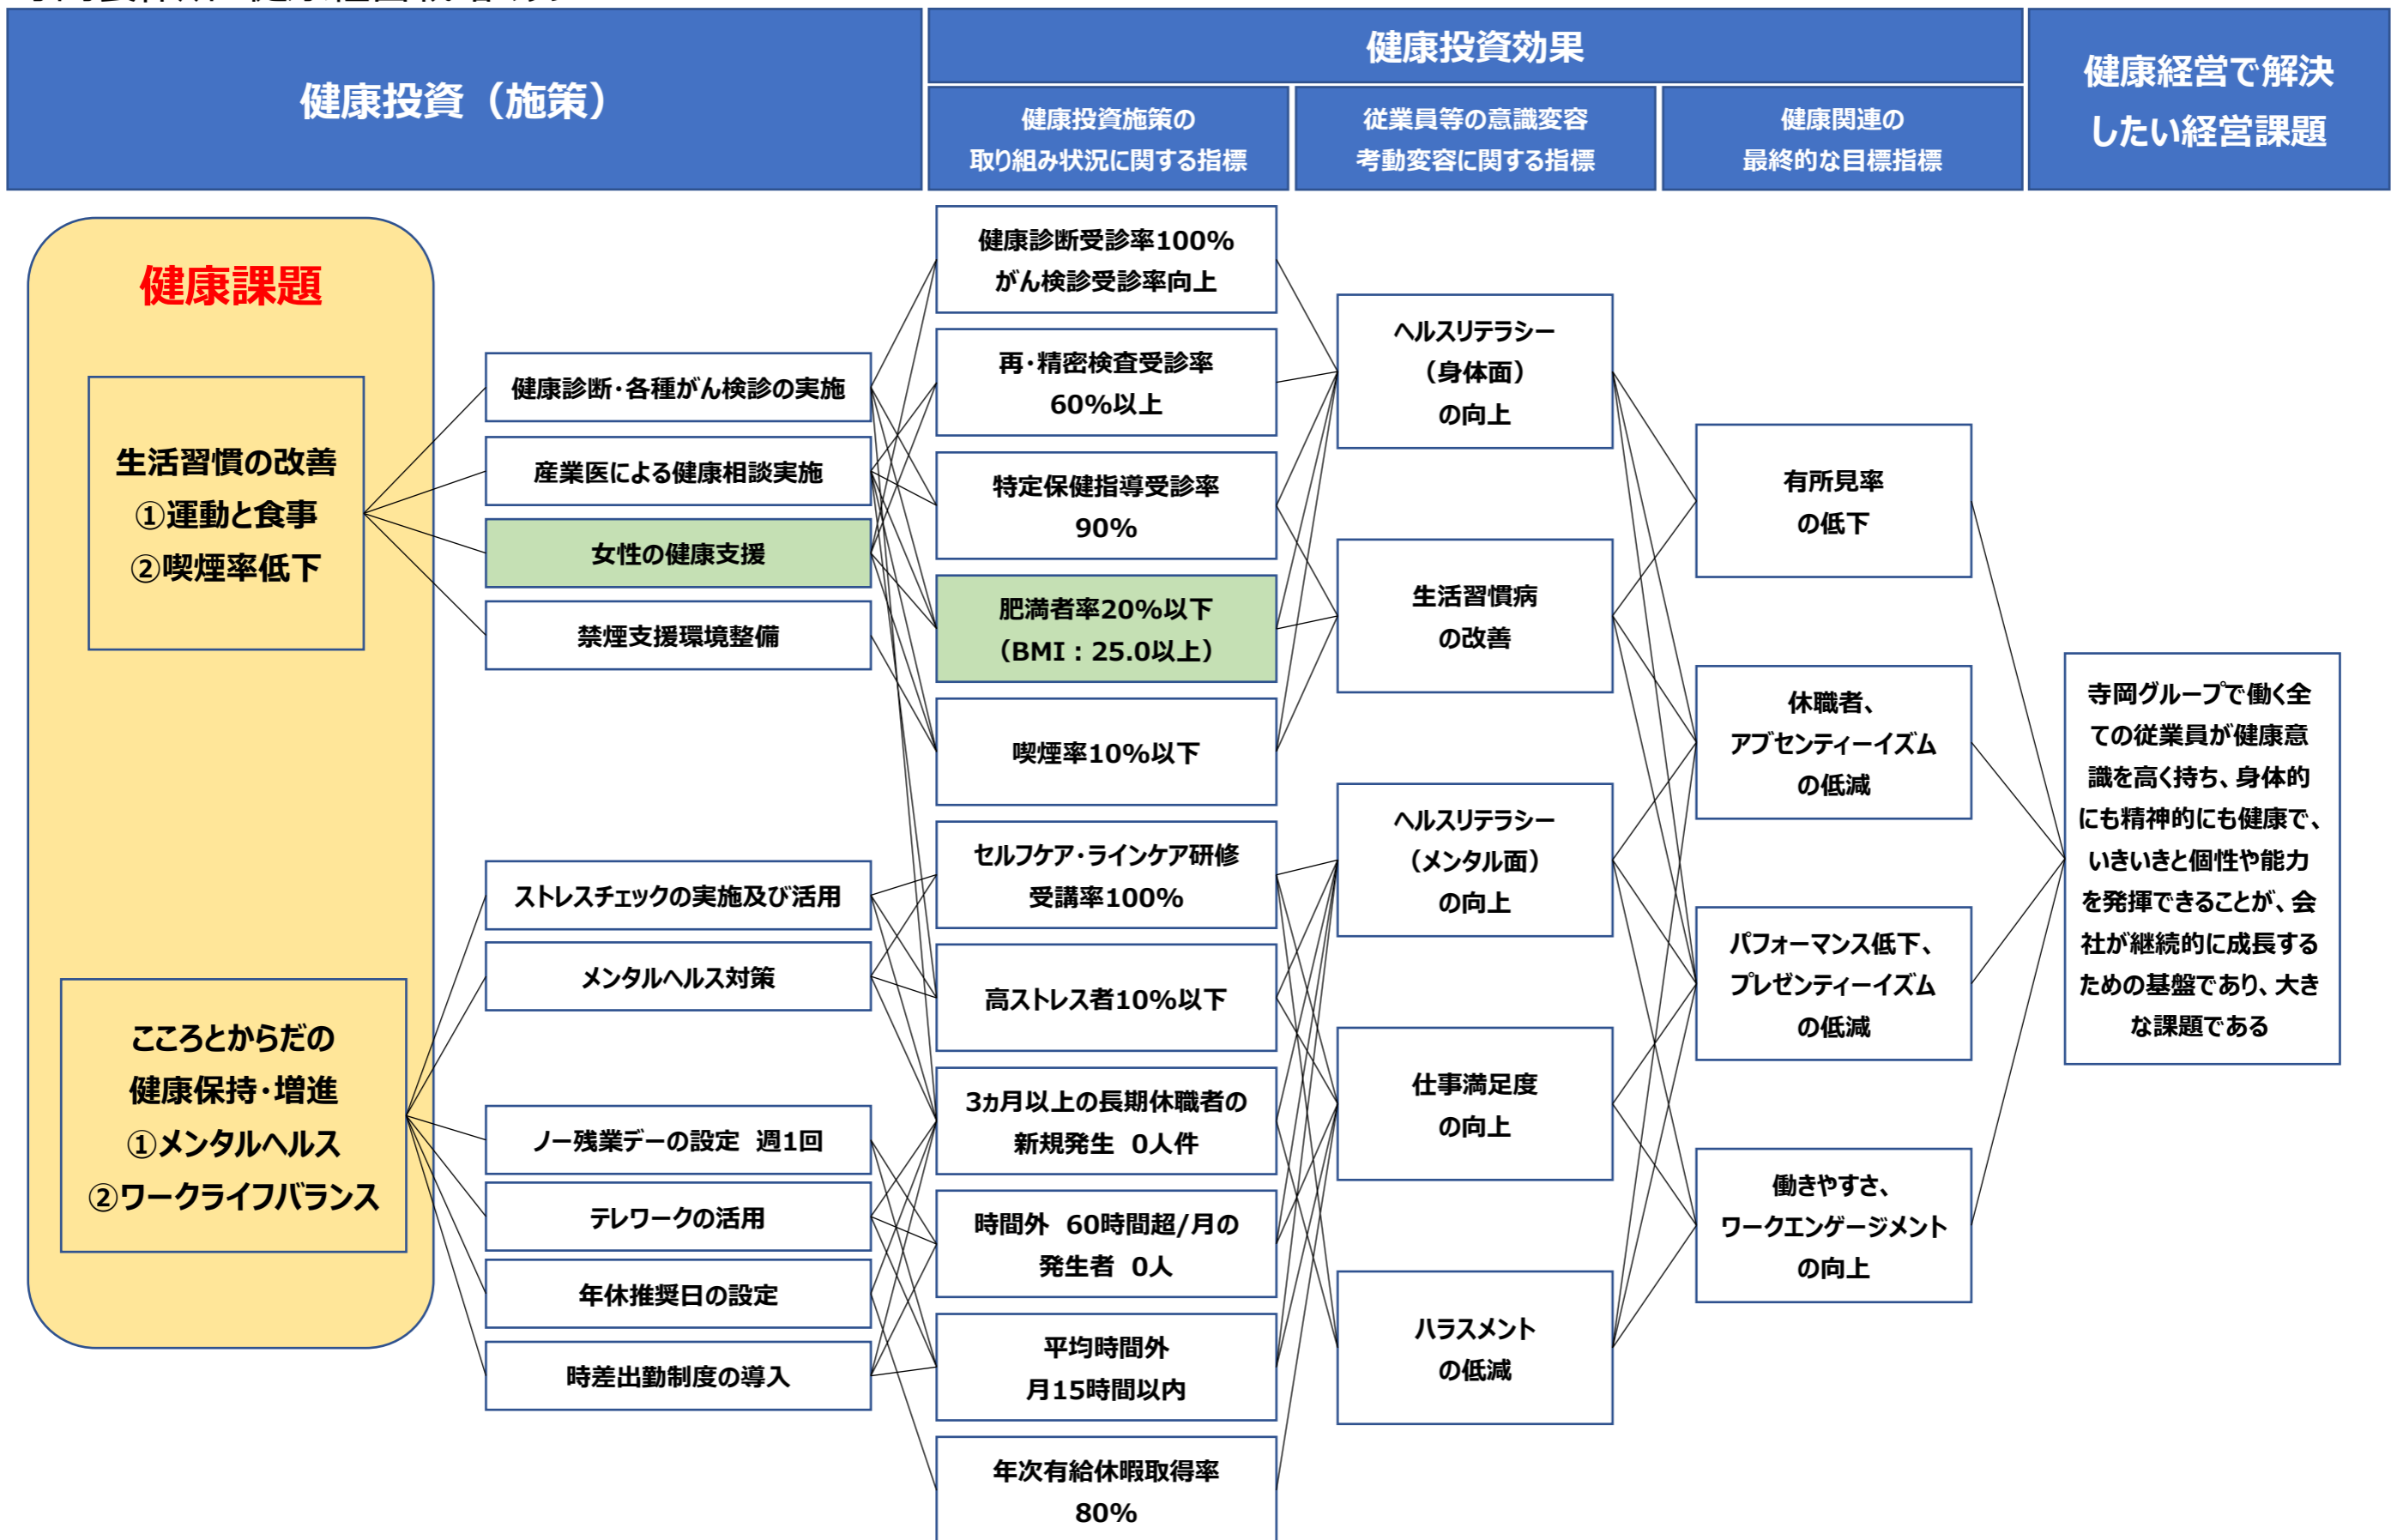 健康投資（施策）
健康投資効果
健康投資施策の
取り組み状況に関する指標
従業員等の意識変容
考動変容に関する指標
健康関連の
最終的な目標指標
健康経営で解決
したい経営課題
健康課題
生活習慣の改善
①運動と食事
②喫煙率低下
こころとからだの
健康保持・増進
①メンタルヘルス
②ワークライフバランス
健康診断・各種がん検診の実施
産業医による健康相談実施
女性の健康支援
禁煙支援環境整備
ストレスチェックの実施及び活用
メンタルヘルス対策
ノー残業デーの設定 週1回
テレワークの活用
年休推奨日の設定
時差出勤制度の導入
健康診断受診率100%
がん検診受診率向上
再・精密検査受診率
60%以上
特定保健指導受診率
90%
肥満者率20%以下
（BMI：25.0以上）
喫煙率10%以下
セルフケア・ラインケア研修
受講率100%
高ストレス者10%以下
3ヵ月以上の長期休職者の
新規発生 0人件
時間外 60時間超/月の
発生者 0人
平均時間外
月15時間以内
年次有給休暇取得率
80%
ヘルスリテラシー
（身体面）
の向上
生活習慣病
の改善
ヘルスリテラシー
（メンタル面）
の向上
仕事満足度
の向上
ハラスメント
の低減
有所見率
の低下
休職者、
アブセンティーイズム
の低減
パフォーマンス低下、
プレゼンティーイズム
の低減
働きやすさ、
ワークエンゲージメント
の向上
寺岡グループで働く全
ての従業員が健康意
識を高く持ち、身体的
にも精神的にも健康で、
いきいきと個性や能力
を発揮できることが、会
社が継続的に成長する
ための基盤であり、大き
な課題である